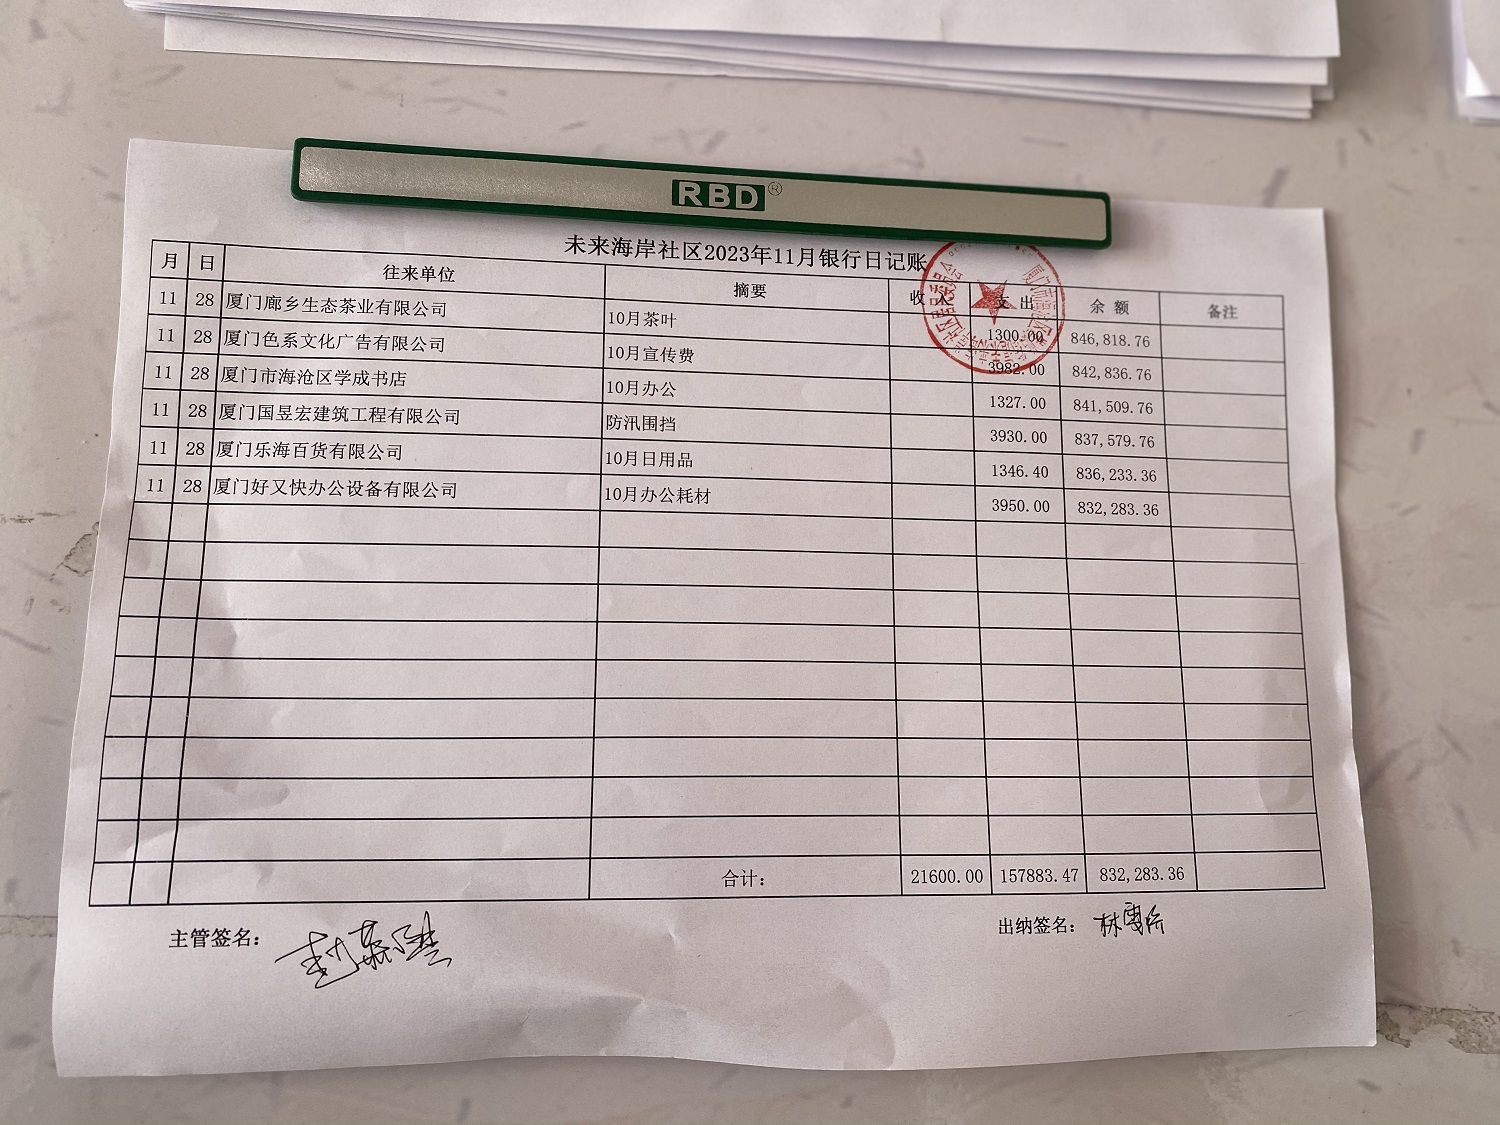 RBD®
未来海岸社区2023年11月银行日记账
月 日 往来单位 摘要 收 入 支 出 余 额 备注
11 28 厦门廊乡生态茶业有限公司 10月茶叶 1300.00 846,818.76
11 28 厦门色系文化广告有限公司 10月宣传费 3982.00 842,836.76
11 28 厦门市海沧区学成书店 10月办公 1327.00 841,509.76
11 28 厦门国昱宏建筑工程有限公司 防汛围挡 3930.00 837,579.76
11 28 厦门乐海百货有限公司 10月日用品 1346.40 836,233.36
11 28 厦门好又快办公设备有限公司 10月办公耗材 3950.00 832,283.36
合计： 21600.00 157883.47 832,283.36
主管签名： 出纳签名：